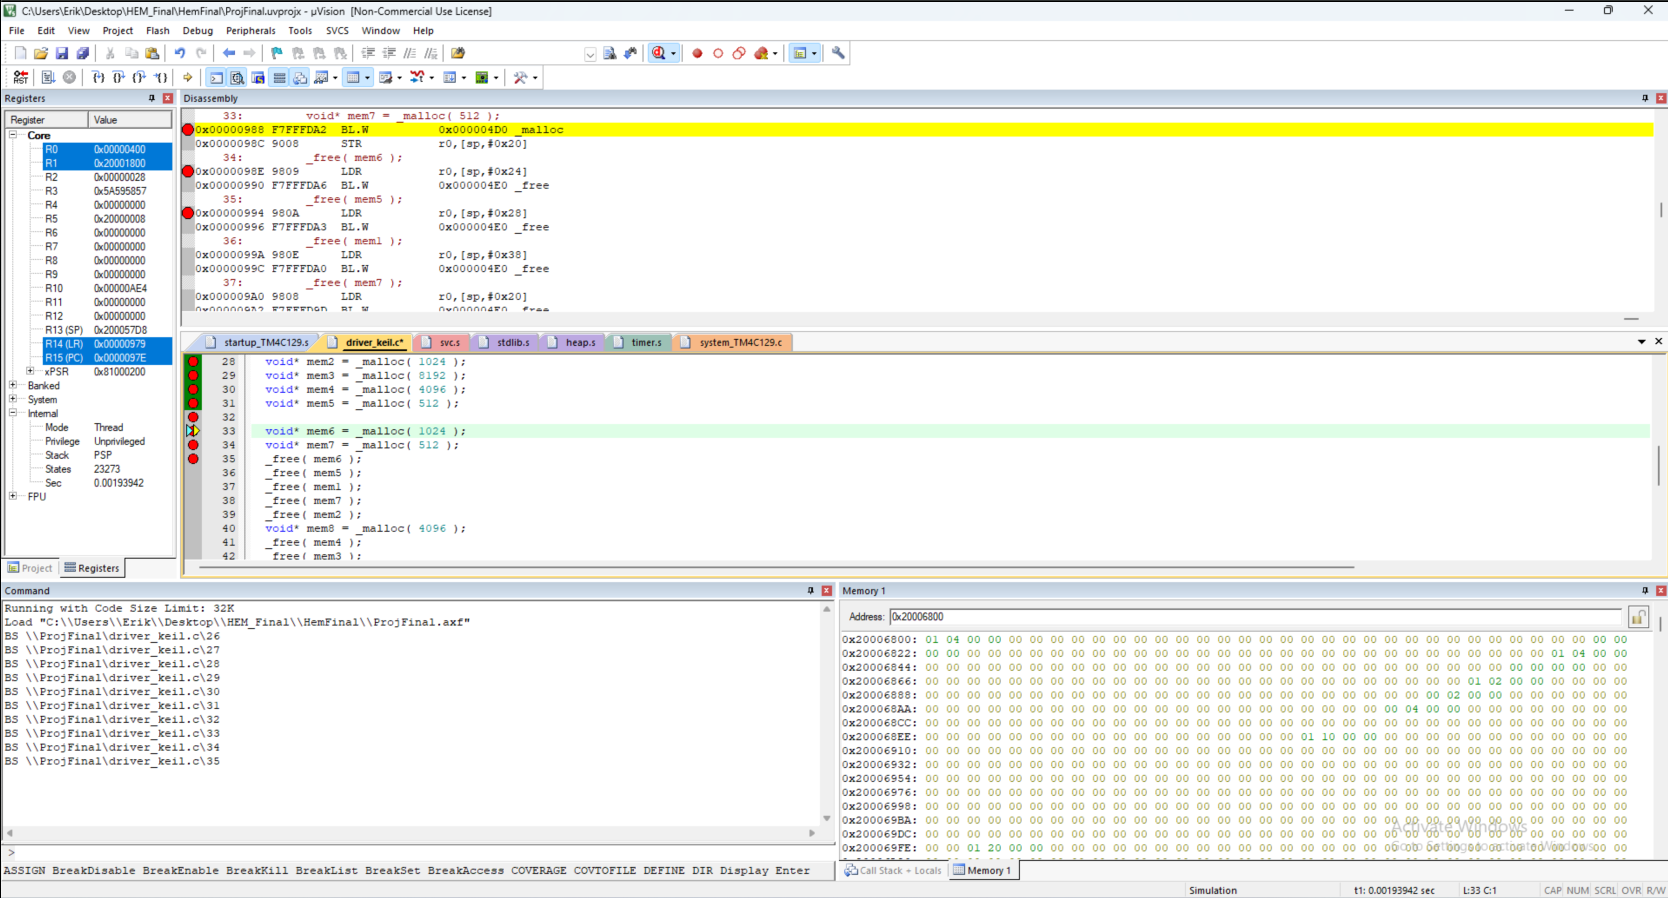 C:\Users\Erik\Desktop\HEM_Final\HemFinal\ProjFinal.uvprojx - µVision [Non-Commercial Use License]
File Edit View Project Flash Debug Peripherals Tools SVCS Window Help
RST
Registers
Register Value
Core
R0 0x00000400
R1 0x20001800
R2 0x00000028
R3 0x5A595857
R4 0x00000000
R5 0x20000008
R6 0x00000000
R7 0x00000000
R8 0x00000000
R9 0x00000000
R10 0x00000AE4
R11 0x00000000
R12 0x00000000
R13 (SP) 0x200057D8
R14 (LR) 0x00000979
R15 (PC) 0x0000097E
xPSR 0x81000200
Banked
System
Internal
Mode Thread
Privilege Unprivileged
Stack PSP
States 23273
Sec 0.00193942
FPU
Project Registers
Disassembly
33: void* mem7 = _malloc( 512 );
0x00000988 F7FFFDA2 BL.W 0x000004D0 _malloc
0x0000098C 9008 STR r0,[sp,#0x20]
34: _free( mem6 );
0x0000098E 9809 LDR r0,[sp,#0x24]
0x00000990 F7FFFDA6 BL.W 0x000004E0 _free
35: _free( mem5 );
0x00000994 980A LDR r0,[sp,#0x28]
0x00000996 F7FFFDA3 BL.W 0x000004E0 _free
36: _free( mem1 );
0x0000099A 980E LDR r0,[sp,#0x38]
0x0000099C F7FFFDA0 BL.W 0x000004E0 _free
37: _free( mem7 );
0x000009A0 9808 LDR r0,[sp,#0x20]
0x000009A2 F7FFFD9D BL.W 0x000004E0 _free
startup_TM4C129.s driver_keil.c* svc.s stdlib.s heap.s timer.s system_TM4C129.c
28 void* mem2 = _malloc( 1024 );
29 void* mem3 = _malloc( 8192 );
30 void* mem4 = _malloc( 4096 );
31 void* mem5 = _malloc( 512 );
32
33 void* mem6 = _malloc( 1024 );
34 void* mem7 = _malloc( 512 );
35 _free( mem6 );
36 _free( mem5 );
37 _free( mem1 );
38 _free( mem7 );
39 _free( mem2 );
40 void* mem8 = _malloc( 4096 );
41 _free( mem4 );
42 _free( mem3 );
Command
Running with Code Size Limit: 32K
Load "C:\\Users\\Erik\\Desktop\\HEM_Final\\HemFinal\\ProjFinal.axf"
BS \\ProjFinal\driver_keil.c\26
BS \\ProjFinal\driver_keil.c\27
BS \\ProjFinal\driver_keil.c\28
BS \\ProjFinal\driver_keil.c\29
BS \\ProjFinal\driver_keil.c\30
BS \\ProjFinal\driver_keil.c\31
BS \\ProjFinal\driver_keil.c\32
BS \\ProjFinal\driver_keil.c\33
BS \\ProjFinal\driver_keil.c\34
BS \\ProjFinal\driver_keil.c\35
>
ASSIGN BreakDisable BreakEnable BreakKill BreakList BreakSet BreakAccess COVERAGE COVTOFILE DEFINE DIR Display Enter
Memory 1
Address: 0x20006800
0x20006800: 01 04 00 00 00 00 00 00 00 00 00 00 00 00 00 00 00 00 00 00 00 00 00 00 00 00 00 00 00 00 00 00 00 00
0x20006822: 00 00 00 00 00 00 00 00 00 00 00 00 00 00 00 00 00 00 00 00 00 00 00 00 00 00 00 00 00 00 01 04 00 00
0x20006844: 00 00 00 00 00 00 00 00 00 00 00 00 00 00 00 00 00 00 00 00 00 00 00 00 00 00 00 00 00 00 00 00 00 00
0x20006866: 00 00 00 00 00 00 00 00 00 00 00 00 00 00 00 00 00 00 00 00 00 00 00 00 00 00 01 02 00 00 00 00 00 00
0x20006888: 00 00 00 00 00 00 00 00 00 00 00 00 00 00 00 00 00 00 00 00 00 00 00 00 00 02 00 00 00 00 00 00 00 00
0x200068AA: 00 00 00 00 00 00 00 00 00 00 00 00 00 00 00 00 00 00 00 00 00 00 00 04 00 00 00 00 00 00 00 00 00 00
0x200068CC: 00 00 00 00 00 00 00 00 00 00 00 00 00 00 00 00 00 00 00 00 00 00 00 00 00 00 00 00 00 00 00 00 00 00
0x200068EE: 00 00 00 00 00 00 00 00 00 00 00 00 00 00 00 00 00 00 01 10 00 00 00 00 00 00 00 00 00 00 00 00 00 00
0x20006910: 00 00 00 00 00 00 00 00 00 00 00 00 00 00 00 00 00 00 00 00 00 00 00 00 00 00 00 00 00 00 00 00 00 00
0x20006932: 00 00 00 00 00 00 00 00 00 00 00 00 00 00 00 00 00 00 00 00 00 00 00 00 00 00 00 00 00 00 00 00 00 00
0x20006954: 00 00 00 00 00 00 00 00 00 00 00 00 00 00 00 00 00 00 00 00 00 00 00 00 00 00 00 00 00 00 00 00 00 00
0x20006976: 00 00 00 00 00 00 00 00 00 00 00 00 00 00 00 00 00 00 00 00 00 00 00 00 00 00 00 00 00 00 00 00 00 00
0x20006998: 00 00 00 00 00 00 00 00 00 00 00 00 00 00 00 00 00 00 00 00 00 00 00 00 00 00 00 00 00 00 00 00 00 00
0x200069BA: 00 00 00 00 00 00 00 00 00 00 00 00 00 00 00 00 00 00 00 00 00 00 00 00 00 00 00 00 00 00 00 00 00 00
0x200069DC: 00 00 00 00 00 00 00 00 00 00 00 00 00 00 00 00 00 00 00 00 00 00 00 00 00 00 00 00 00 00 00 00 00 00
0x200069FE: 00 00 01 20 00 00 00 00 00 00 00 00 00 00 00 00 00 00 00 00 00 00 00 00 00 00 00 00 00 00 00 00 00 00
Activate Windows
Go to Settings to activate Windows.
Call Stack + Locals Memory 1
Simulation t1: 0.00193942 sec L:33 C:1 CAP NUM SCRL OVR R/W